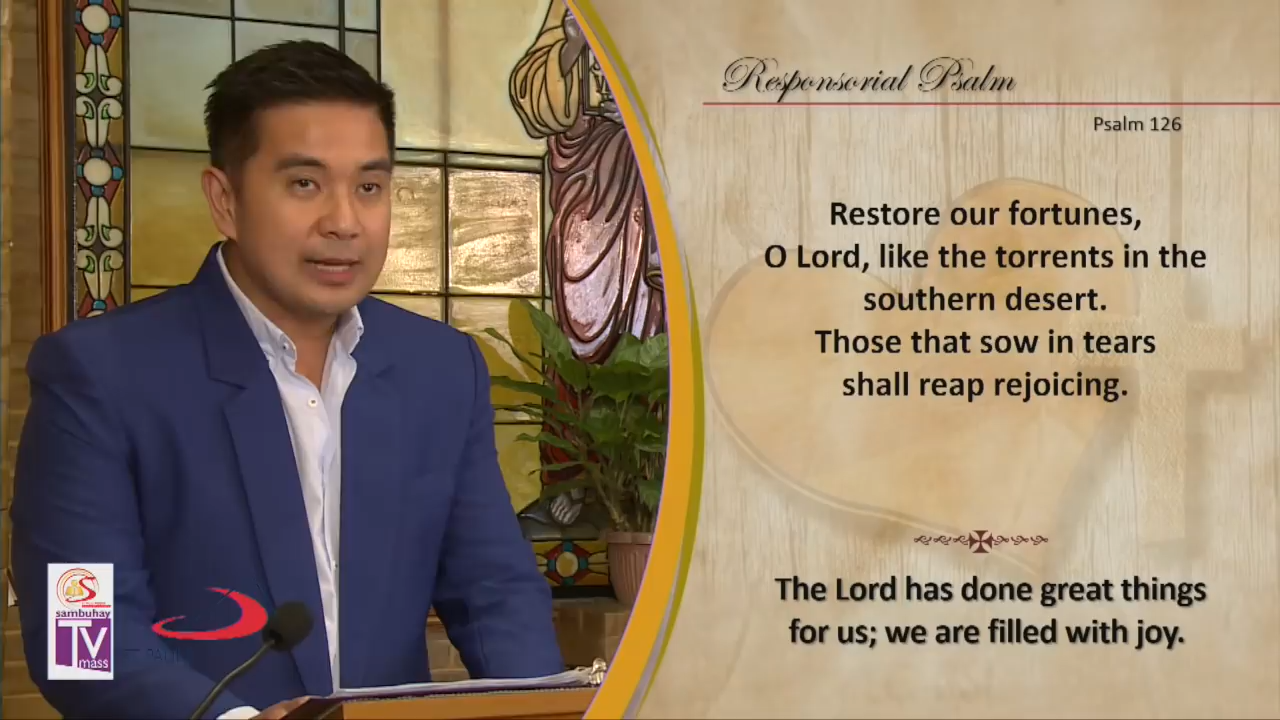 Responsorial Psalm
Psalm 126
Restore our fortunes,
O Lord, like the torrents in the
southern desert.
Those that sow in tears
shall reap rejoicing.
The Lord has done great things
for us; we are filled with joy.
sambuhay
TV
mass